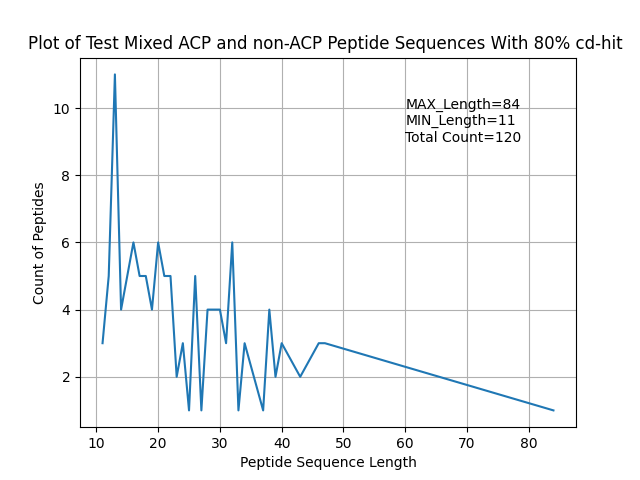 Plot of Test Mixed ACP and non-ACP Peptide Sequences With 80% cd-hit
MAX_Length=84
MIN_Length=11
Total Count=120
Count of Peptides
10
8
6
4
2
10 20 30 40 50 60 70 80
Peptide Sequence Length